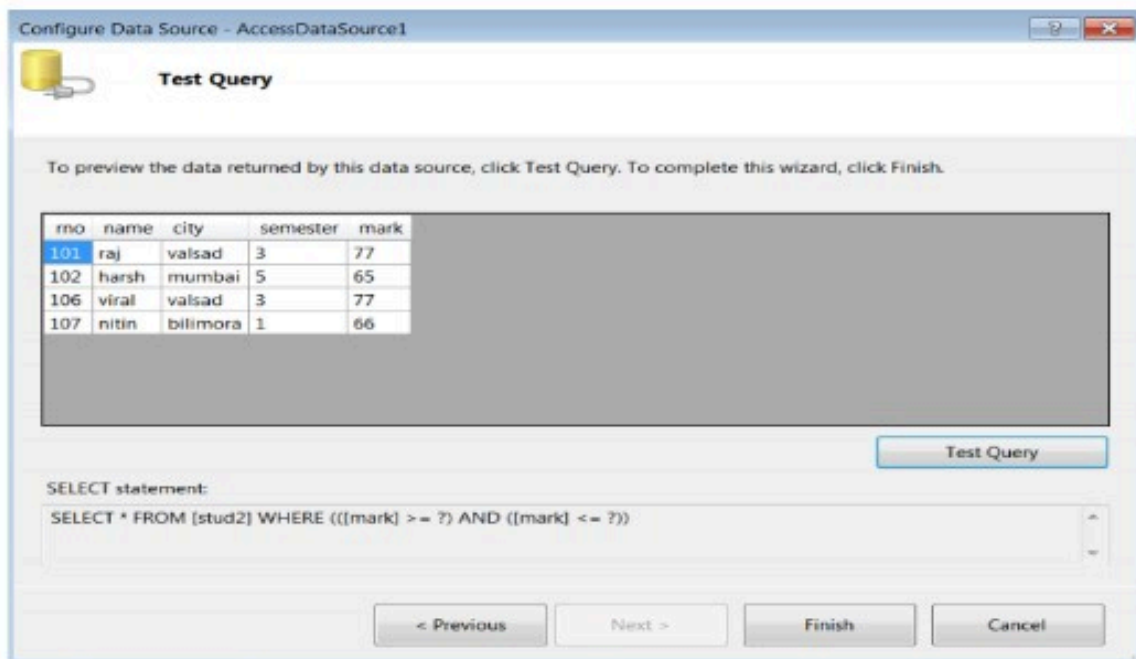 Configure Data Source - AccessDataSource1
Test Query
To preview the data returned by this data source, click Test Query. To complete this wizard, click Finish.
rno name city semester mark
101 raj valsad 3 77
102 harsh mumbai 5 65
106 viral valsad 3 77
107 nitin bilimora 1 66
Test Query
SELECT statement:
SELECT * FROM [stud2] WHERE (([mark] >= ?) AND ([mark] <= ?))
< Previous Next > Finish Cancel